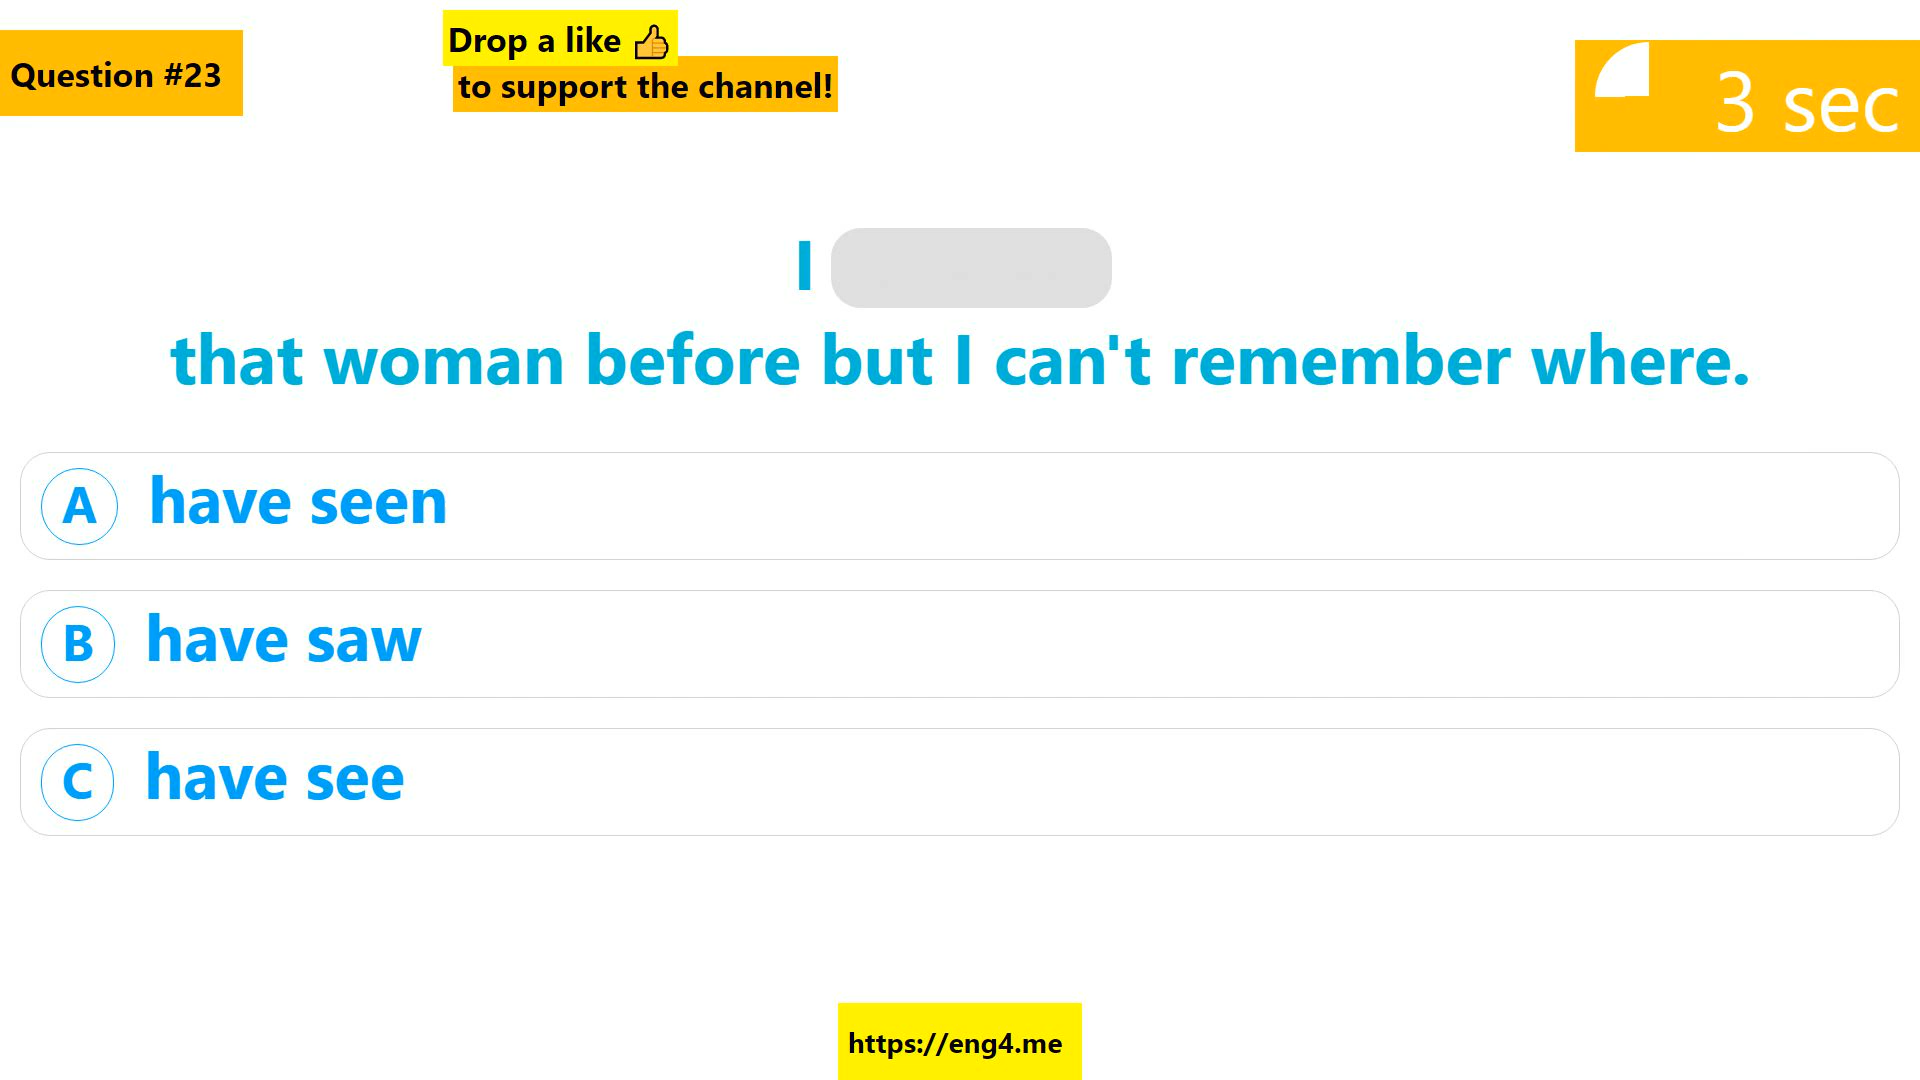 Question #23
Drop a like
to support the channel!
3 sec
I
that woman before but I can't remember where.
A have seen
B have saw
C have see
https://eng4.me